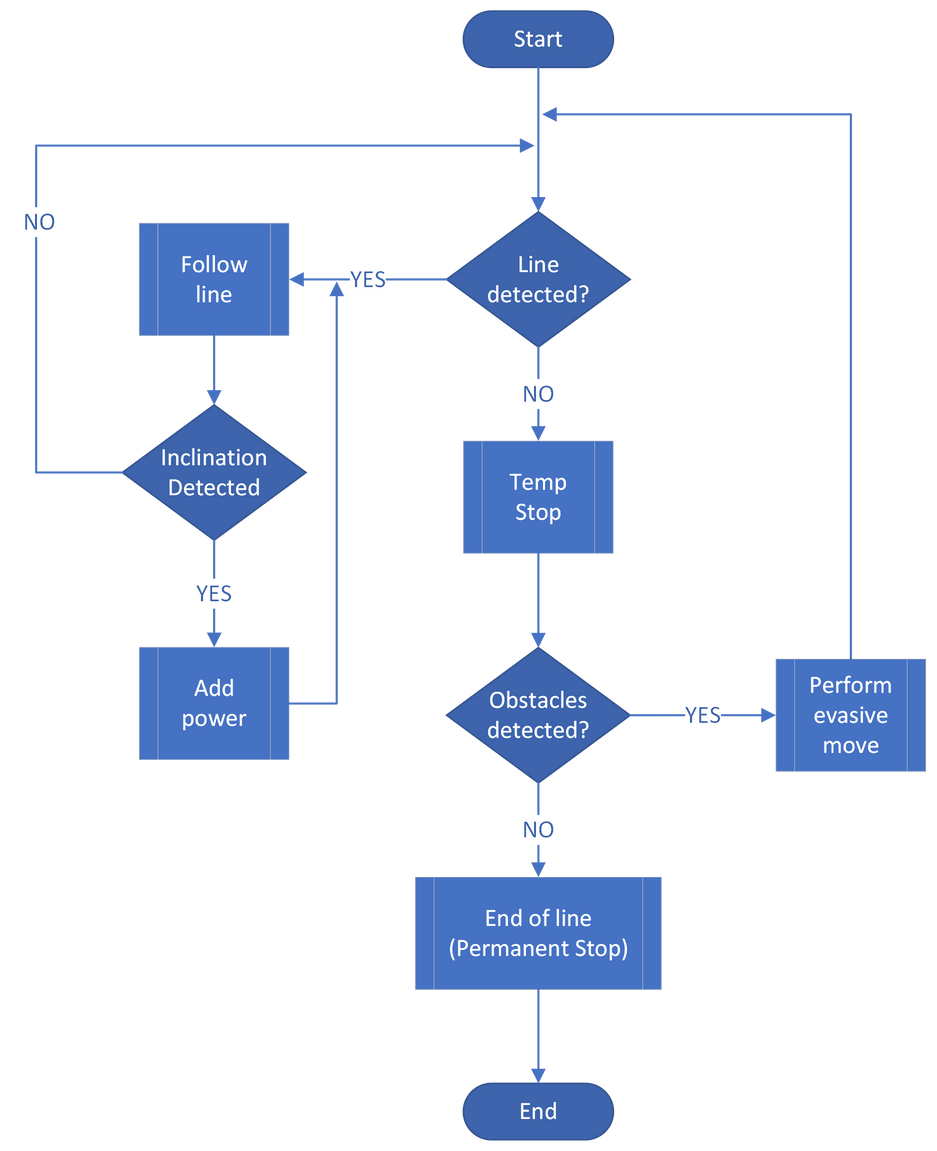 Start
NO
Follow
line
YES
Line
detected?
NO
Inclination
Detected
Temp
Stop
YES
Add
power
Obstacles
detected?
YES
Perform
evasive
move
NO
End of line
(Permanent Stop)
End